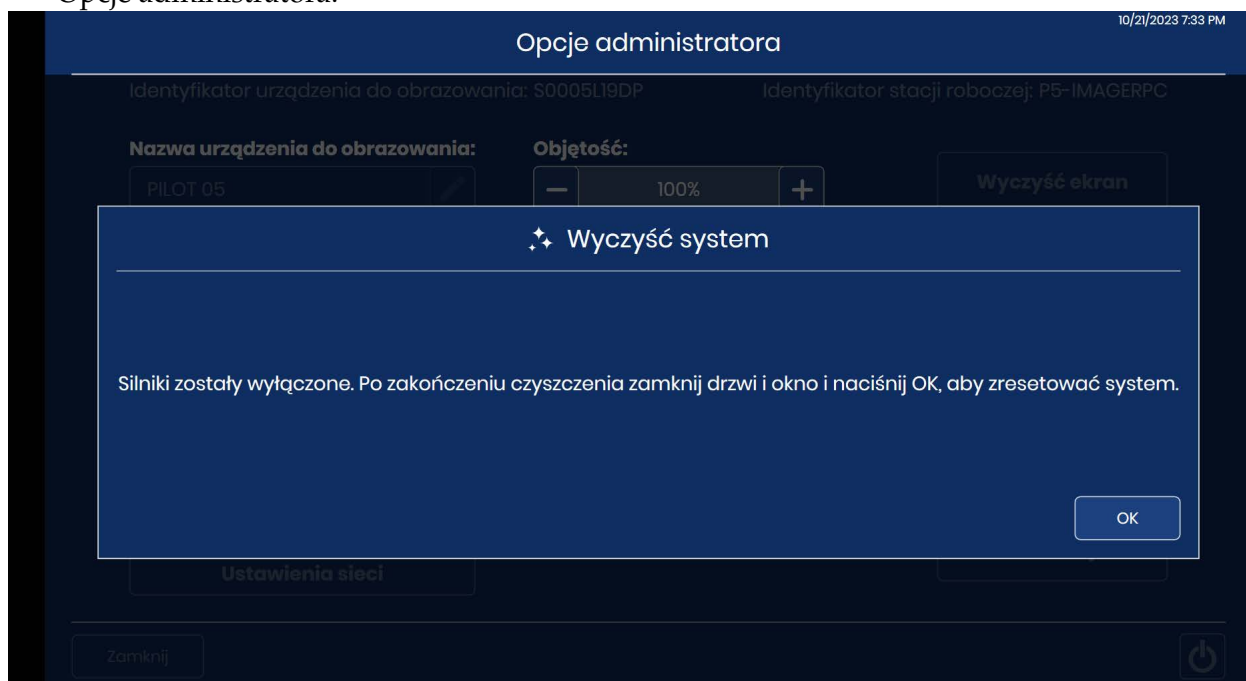 Opcje administratora.
10/21/2023 7:33 PM
Opcje administratora
Identyfikator urządzenia do obrazowania: S0005L19DP
Identyfikator stacji roboczej: P5-IMAGERPC
Nazwa urządzenia do obrazowania:
Objętość:
PILOT 05
100%
Wyczyść ekran
Wyczyść system
Silniki zostały wyłączone. Po zakończeniu czyszczenia zamknij drzwi i okno i naciśnij OK, aby zresetować system.
OK
Ustawienia sieci
Zamknij